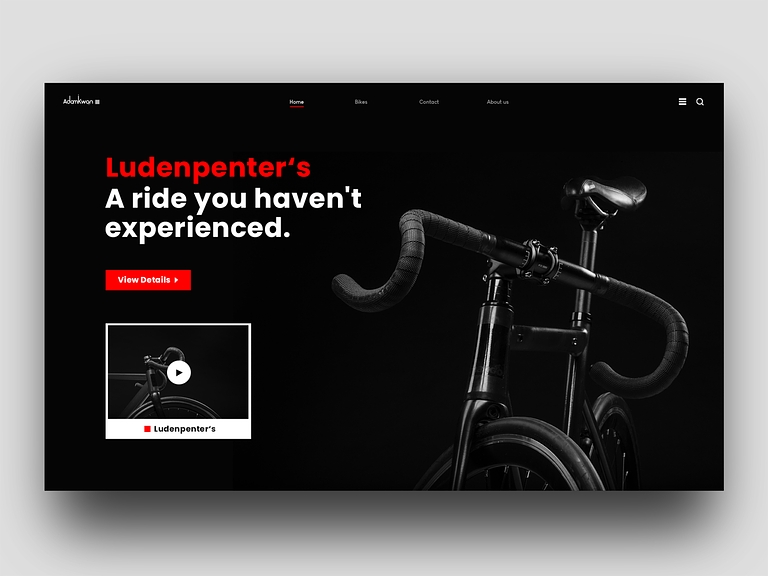 AdamKwan
Home
Bikes
Contact
About us
Ludenpenter‘s
A ride you haven't
experienced.
View Details
Ludenpenter’s